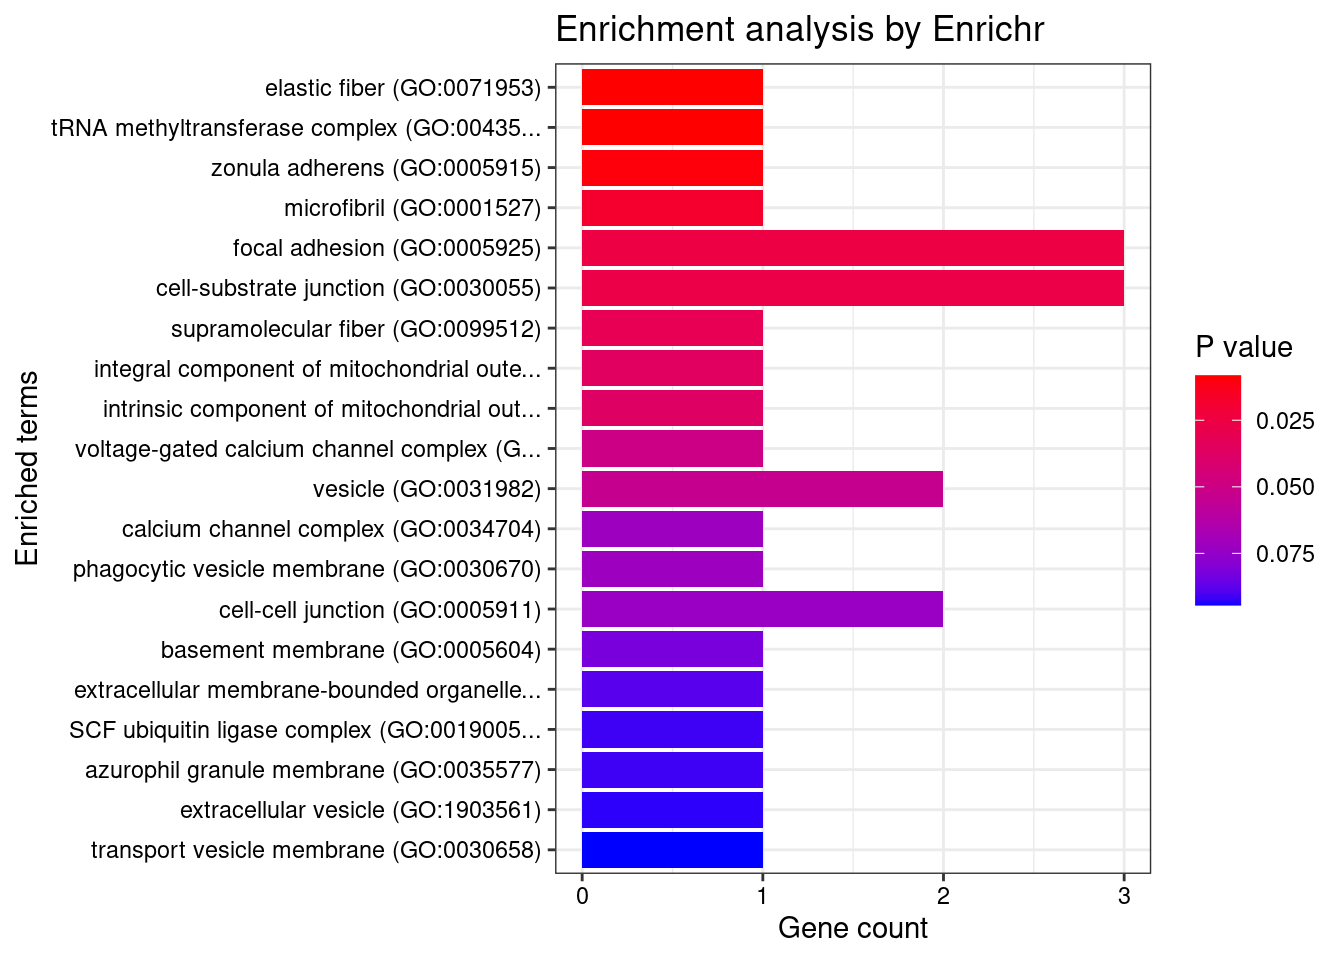 Enrichment analysis by Enrichr
elastic fiber (GO:0071953)
tRNA methyltransferase complex (GO:00435...
zonula adherens (GO:0005915)
microfibril (GO:0001527)
focal adhesion (GO:0005925)
cell-substrate junction (GO:0030055)
supramolecular fiber (GO:0099512)
integral component of mitochondrial oute...
intrinsic component of mitochondrial out...
voltage-gated calcium channel complex (G...
vesicle (GO:0031982)
calcium channel complex (GO:0034704)
phagocytic vesicle membrane (GO:0030670)
cell-cell junction (GO:0005911)
basement membrane (GO:0005604)
extracellular membrane-bounded organelle...
SCF ubiquitin ligase complex (GO:0019005...
azurophil granule membrane (GO:0035577)
extracellular vesicle (GO:1903561)
transport vesicle membrane (GO:0030658)
Enriched terms
0 1 2 3
Gene count
P value
0.025
0.050
0.075